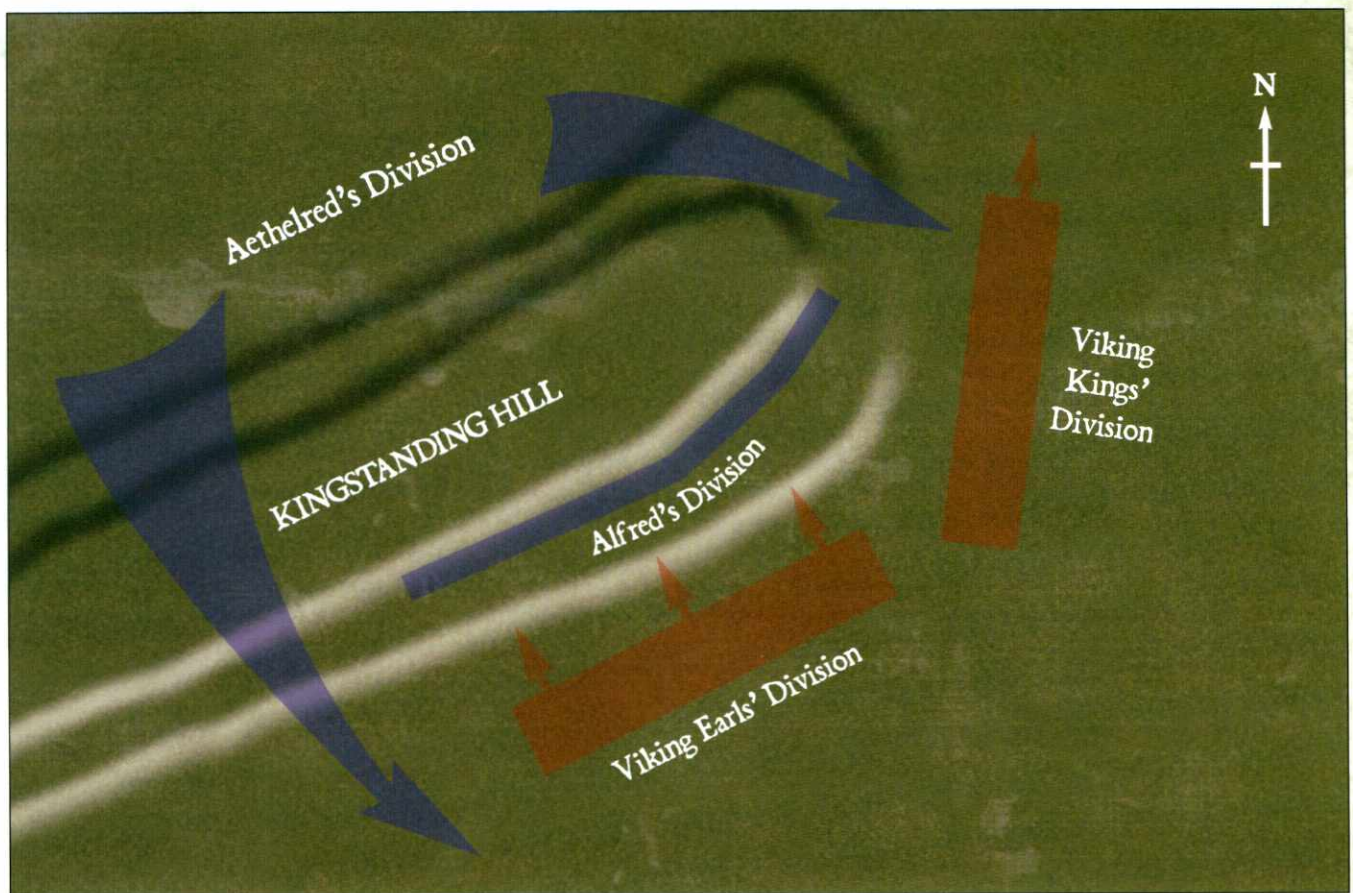 N
Aethelred's Division
KINGSTANDING HILL
Viking
Kings'
Division
Alfred's Division
Viking Earls' Division